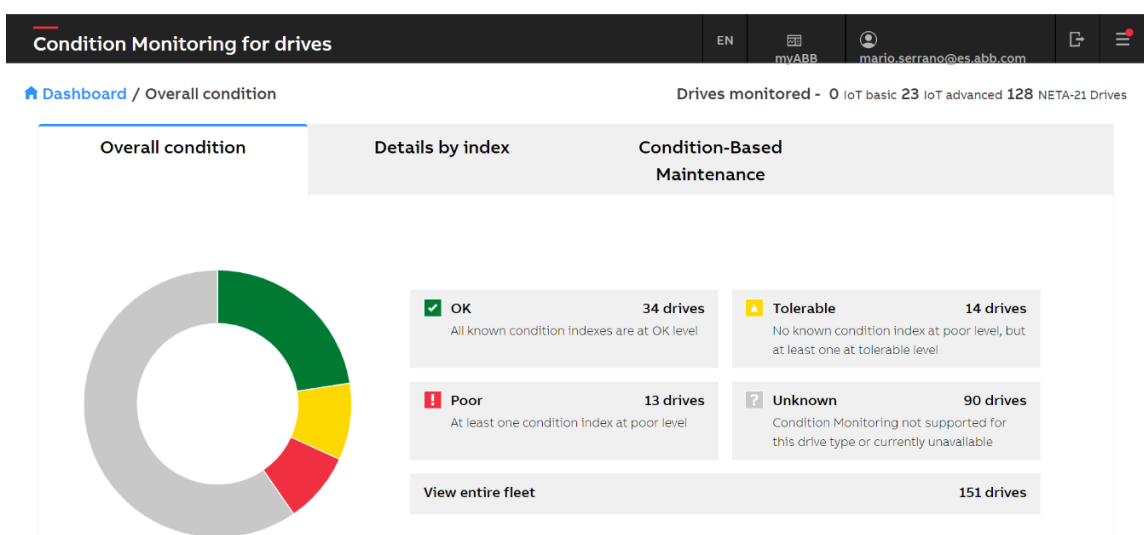 Condition Monitoring for drives
EN
myABB
mario.serrano@es.abb.com
Dashboard / Overall condition
Drives monitored - 0 IoT basic 23 IoT advanced 128 NETA-21 Drives
Overall condition
Details by index
Condition-Based
Maintenance
OK 34 drives
All known condition indexes are at OK level
Tolerable 14 drives
No known condition index at poor level, but
at least one at tolerable level
Poor 13 drives
At least one condition index at poor level
Unknown 90 drives
Condition Monitoring not supported for
this drive type or currently unavailable
View entire fleet 151 drives